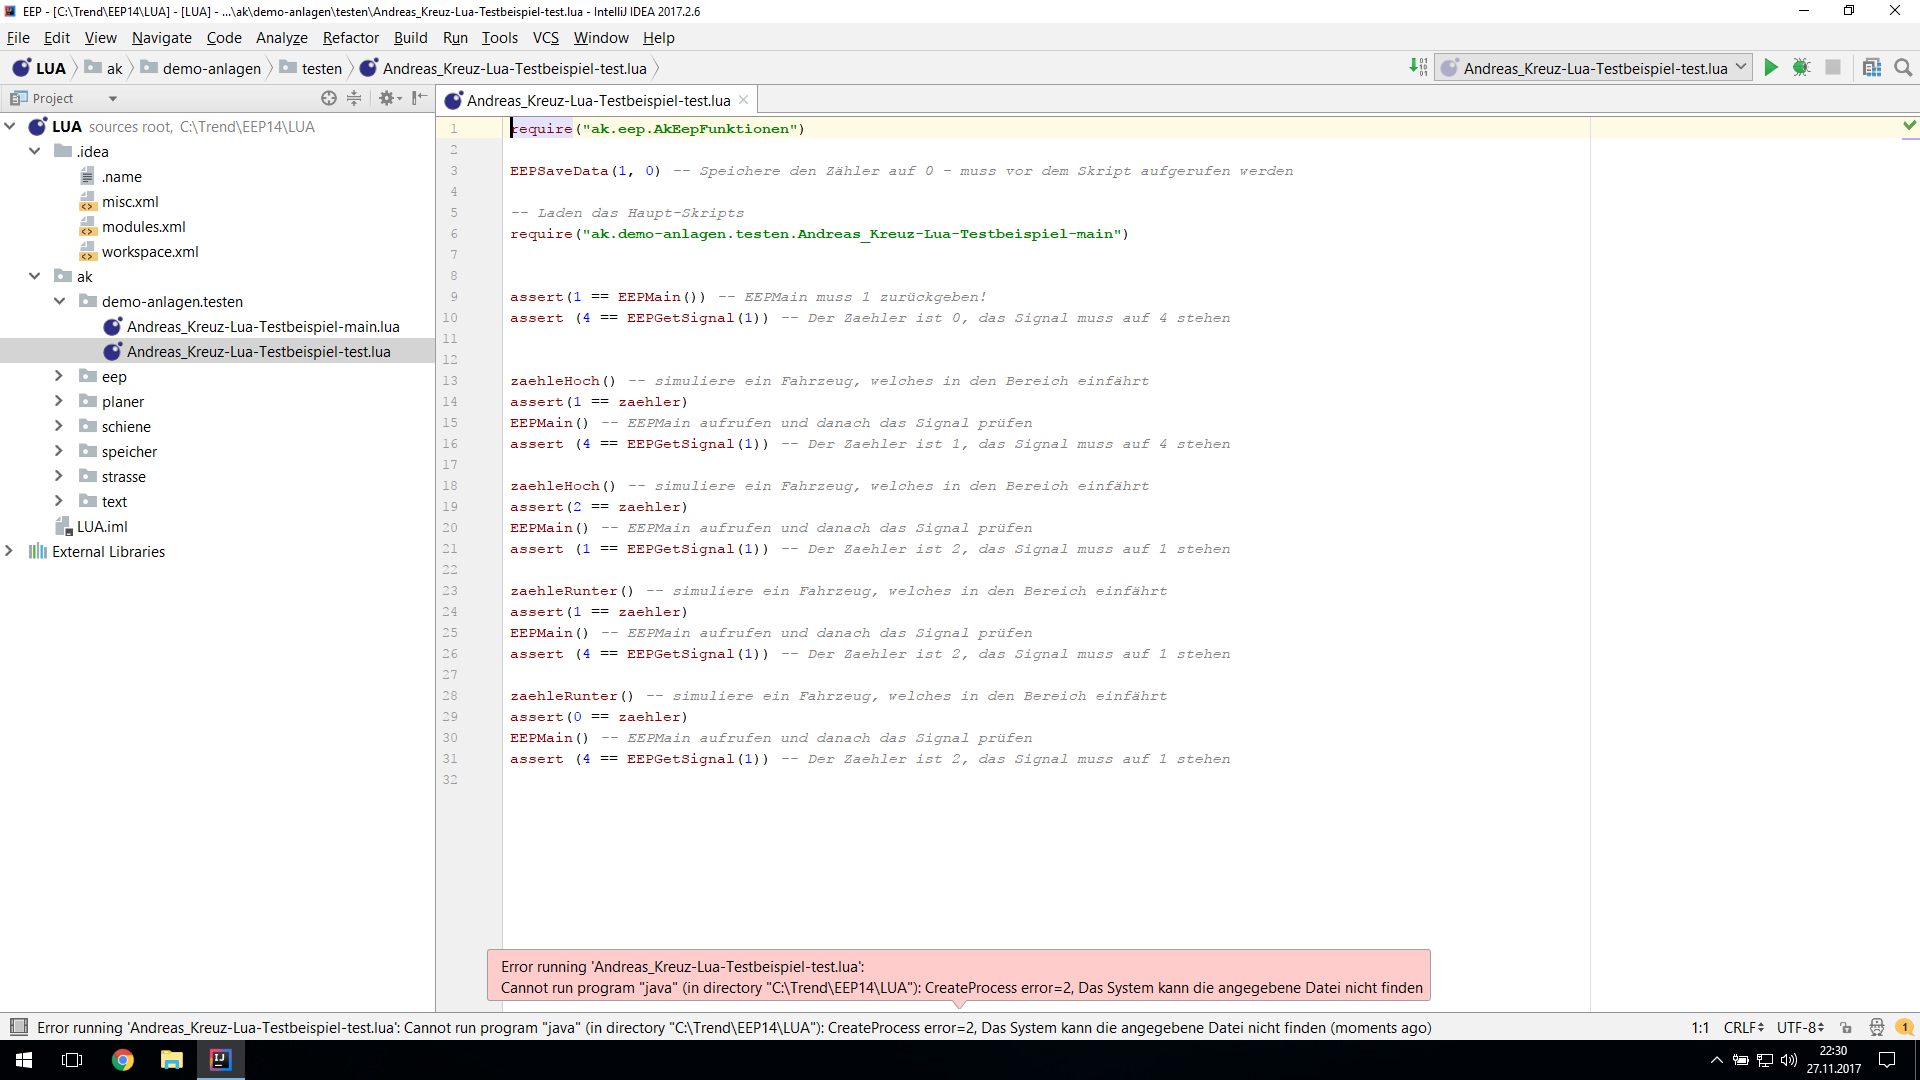 EEP - [C:\Trend\EEP14\LUA] - [LUA] - ...\ak\demo-anlagen\testen\Andreas_Kreuz-Lua-Testbeispiel-test.lua - IntelliJ IDEA 2017.2.6
File Edit View Navigate Code Analyze Refactor Build Run Tools VCS Window Help
LUA ak demo-anlagen testen Andreas_Kreuz-Lua-Testbeispiel-test.lua
Andreas_Kreuz-Lua-Testbeispiel-test.lua
Project
Andreas_Kreuz-Lua-Testbeispiel-test.lua
LUA sources root, C:\Trend\EEP14\LUA
.idea
.name
misc.xml
modules.xml
workspace.xml
ak
demo-anlagen.testen
Andreas_Kreuz-Lua-Testbeispiel-main.lua
Andreas_Kreuz-Lua-Testbeispiel-test.lua
eep
planer
schiene
speicher
strasse
text
LUA.iml
External Libraries
1 require("ak.eep.AkEepFunktionen")
2
3 EEPSaveData(1, 0) -- Speichere den Zähler auf 0 - muss vor dem Skript aufgerufen werden
4
5 -- Laden das Haupt-Skripts
6 require("ak.demo-anlagen.testen.Andreas_Kreuz-Lua-Testbeispiel-main")
7
8
9 assert(1 == EEPMain()) -- EEPMain muss 1 zurückgeben!
10 assert (4 == EEPGetSignal(1)) -- Der Zaehler ist 0, das Signal muss auf 4 stehen
11
12
13 zaehleHoch() -- simuliere ein Fahrzeug, welches in den Bereich einfährt
14 assert(1 == zaehler)
15 EEPMain() -- EEPMain aufrufen und danach das Signal prüfen
16 assert (4 == EEPGetSignal(1)) -- Der Zaehler ist 1, das Signal muss auf 4 stehen
17
18 zaehleHoch() -- simuliere ein Fahrzeug, welches in den Bereich einfährt
19 assert(2 == zaehler)
20 EEPMain() -- EEPMain aufrufen und danach das Signal prüfen
21 assert (1 == EEPGetSignal(1)) -- Der Zaehler ist 2, das Signal muss auf 1 stehen
22
23 zaehleRunter() -- simuliere ein Fahrzeug, welches in den Bereich einfährt
24 assert(1 == zaehler)
25 EEPMain() -- EEPMain aufrufen und danach das Signal prüfen
26 assert (4 == EEPGetSignal(1)) -- Der Zaehler ist 2, das Signal muss auf 1 stehen
27
28 zaehleRunter() -- simuliere ein Fahrzeug, welches in den Bereich einfährt
29 assert(0 == zaehler)
30 EEPMain() -- EEPMain aufrufen und danach das Signal prüfen
31 assert (4 == EEPGetSignal(1)) -- Der Zaehler ist 2, das Signal muss auf 1 stehen
32
Error running 'Andreas_Kreuz-Lua-Testbeispiel-test.lua':
Cannot run program "java" (in directory "C:\Trend\EEP14\LUA"): CreateProcess error=2, Das System kann die angegebene Datei nicht finden
Error running 'Andreas_Kreuz-Lua-Testbeispiel-test.lua': Cannot run program "java" (in directory "C:\Trend\EEP14\LUA"): CreateProcess error=2, Das System kann die angegebene Datei nicht finden (moments ago)
1:1 CRLF UTF-8 1
IJ
22:30
27.11.2017